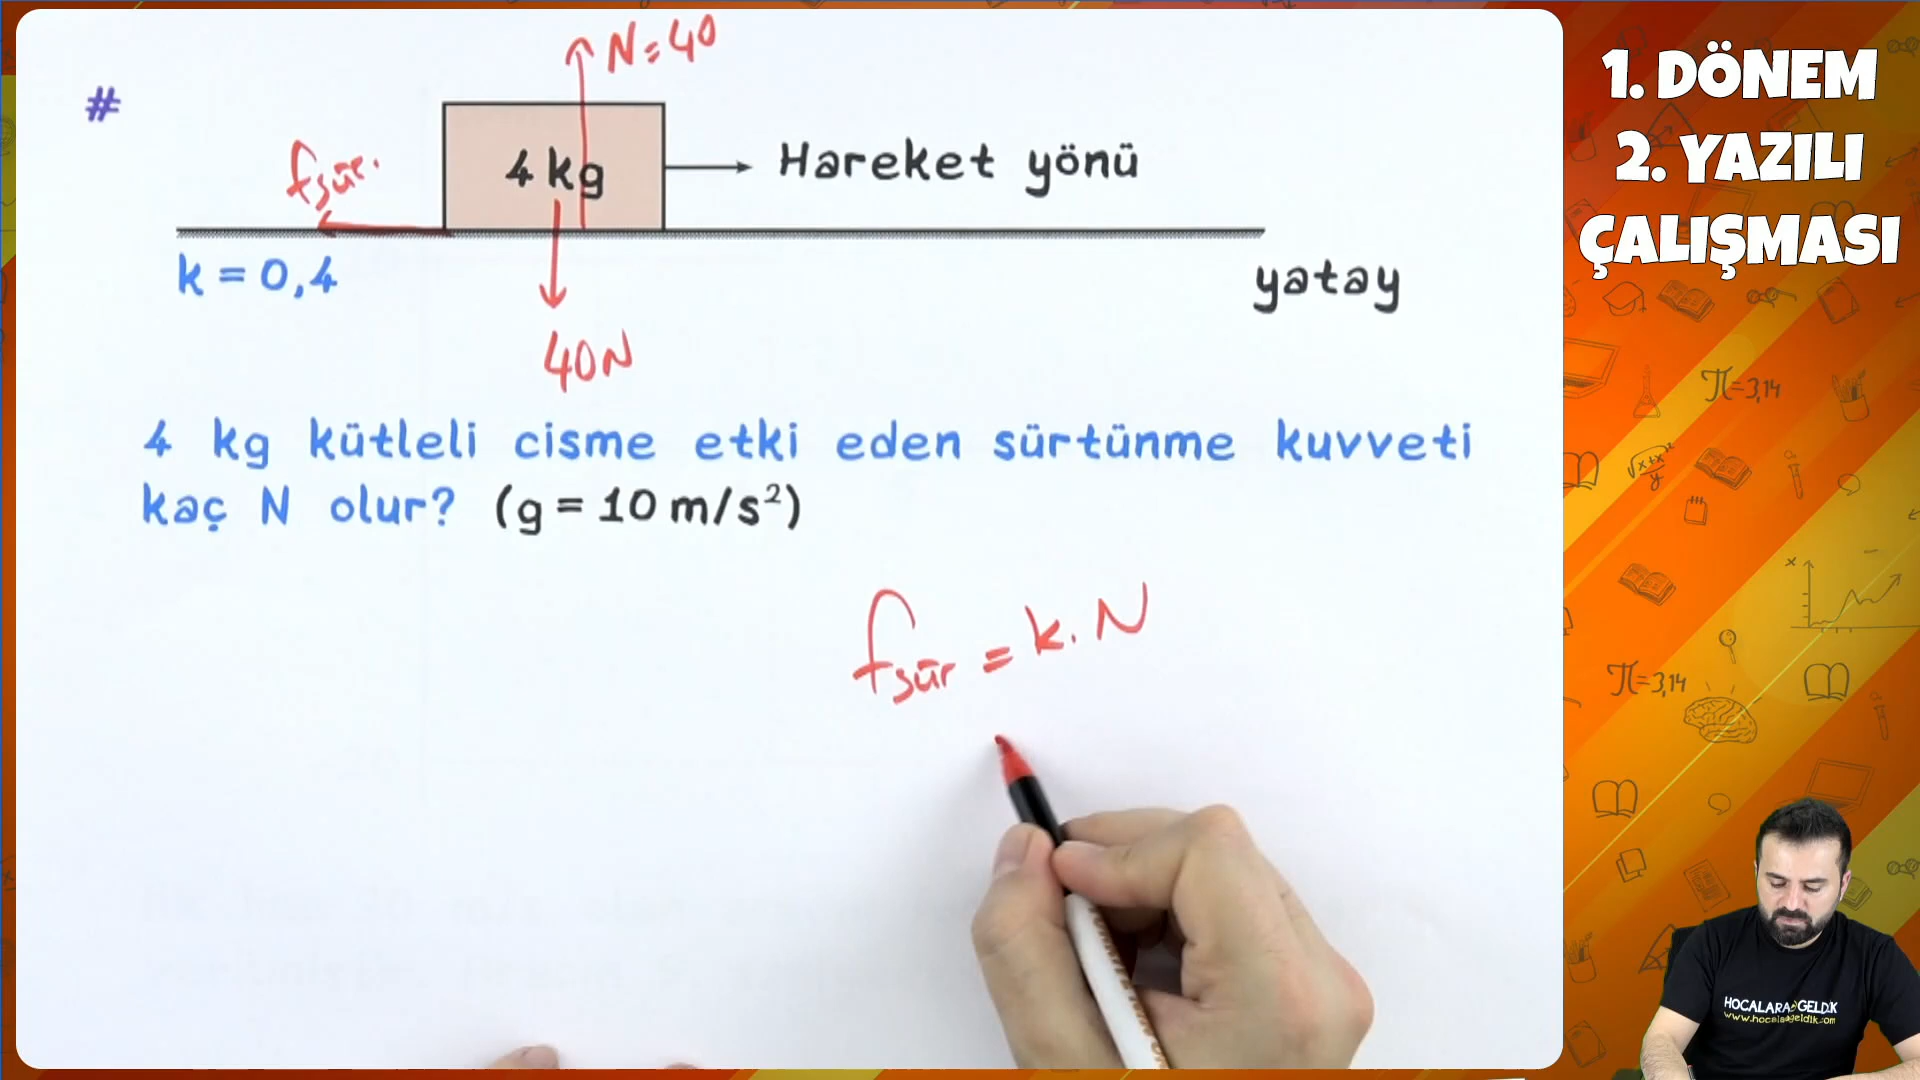 N=40
#
fsür.
4 kg
Hareket yönü
k = 0,4
yatay
40N
4 kg kütleli cisme etki eden sürtünme kuvveti
kaç N olur? (g = 10 m/s²)
fsür = k. N
1. DÖNEM
2. YAZILI
ÇALIŞMASI
π=3,14
π=3,14
HOCALARAGELDİK
www.hocalarageldik.com